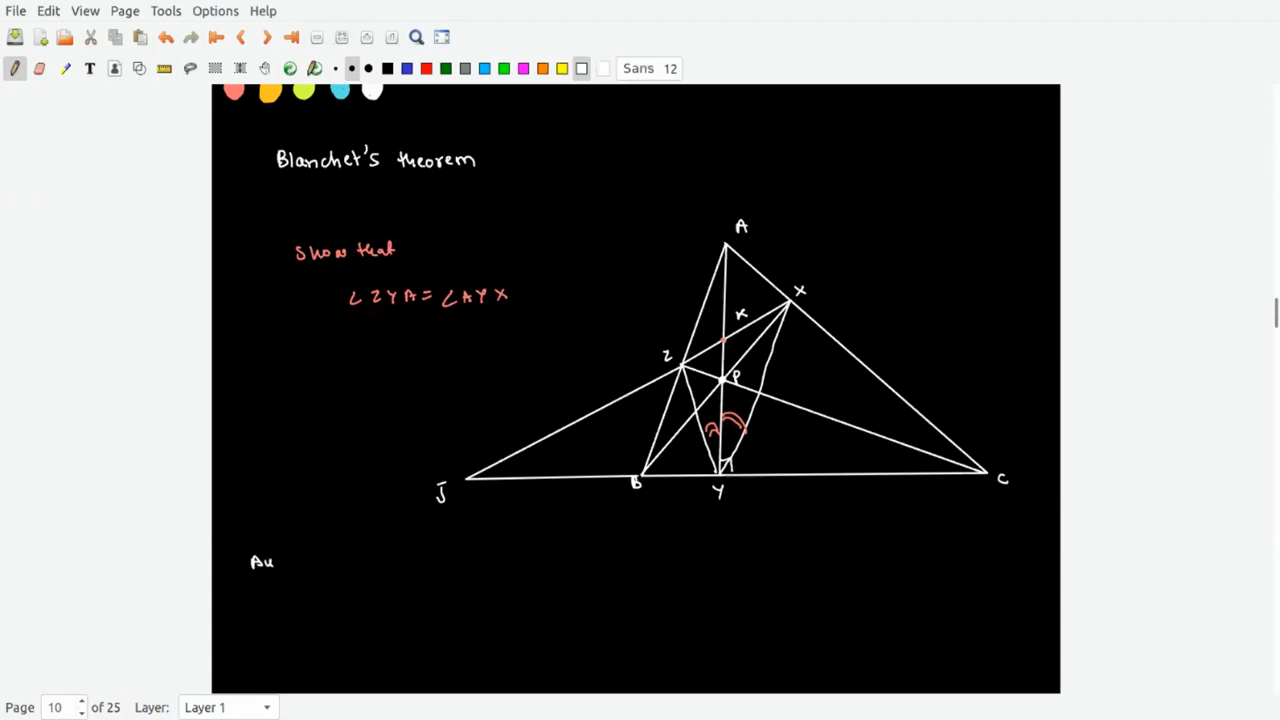 File Edit View Page Tools Options Help
Sans 12
Blanchet's theorem
Show that
∠ZYA = ∠AYX
A
X
K
Z
P
J
B
Y
C
Au
Page 10 of 25 Layer: Layer 1